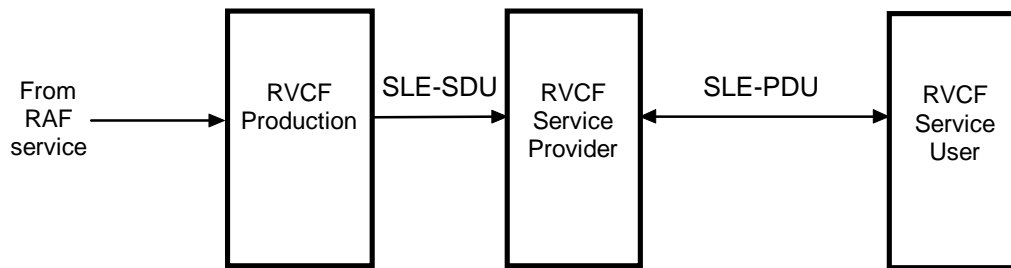 From
RAF
service
RVCF
Production
SLE-SDU
RVCF
Service
Provider
SLE-PDU
RVCF
Service
User